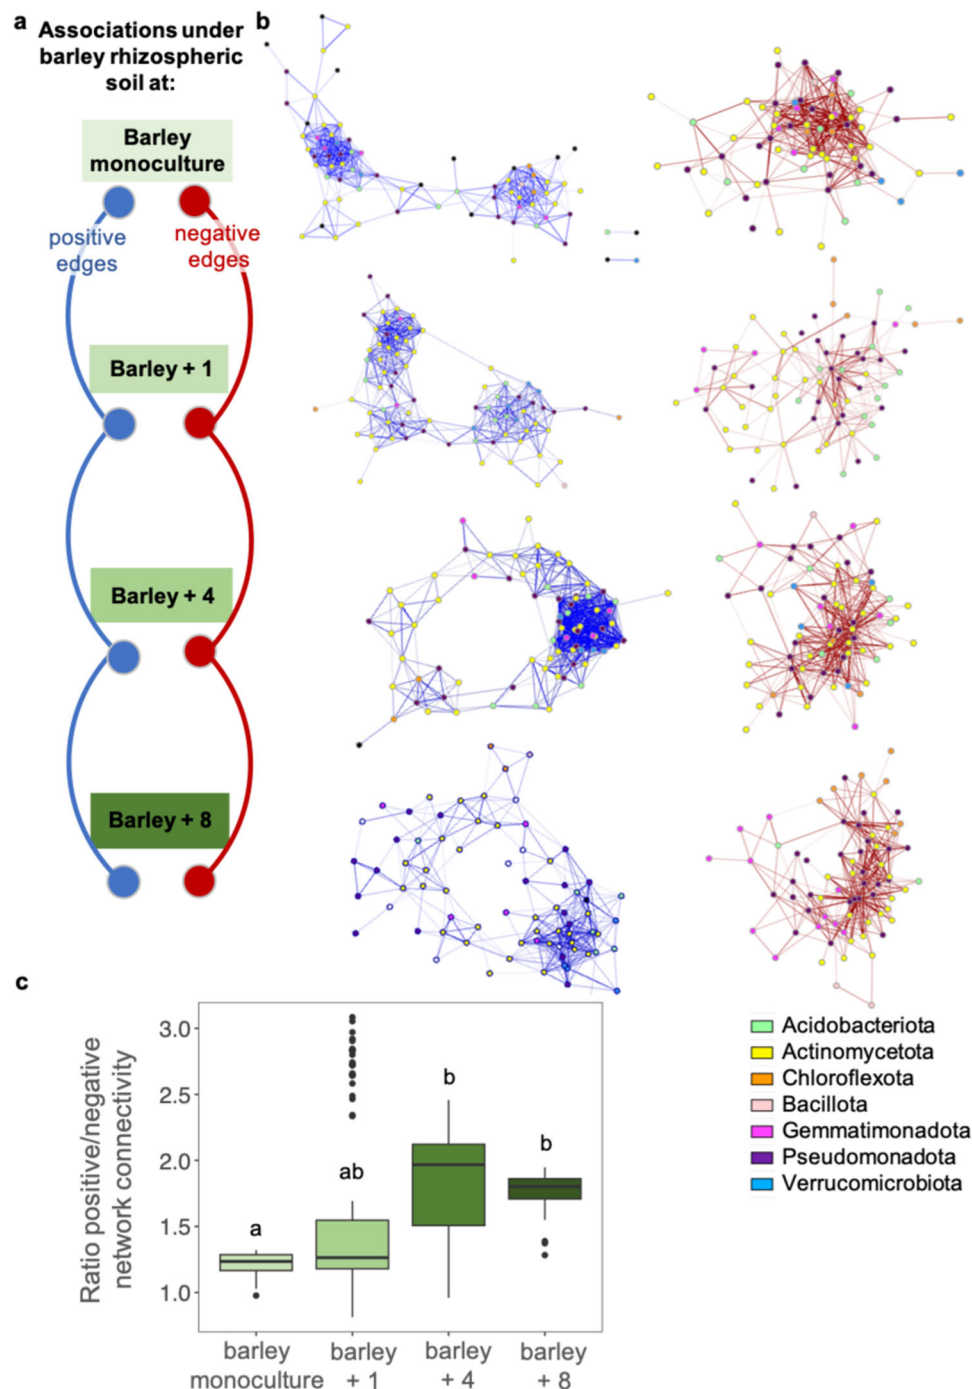 a
Associations under
barley rhizospheric
soil at:
Barley
monoculture
positive
edges
negative
edges
Barley + 1
Barley + 4
Barley + 8
b
c
Ratio positive/negative
network connectivity
3.0
2.5
2.0
1.5
1.0
a
ab
b
b
barley
monoculture
barley
+ 1
barley
+ 4
barley
+ 8
Acidobacteriota
Actinomycetota
Chloroflexota
Bacillota
Gemmatimonadota
Pseudomonadota
Verrucomicrobiota